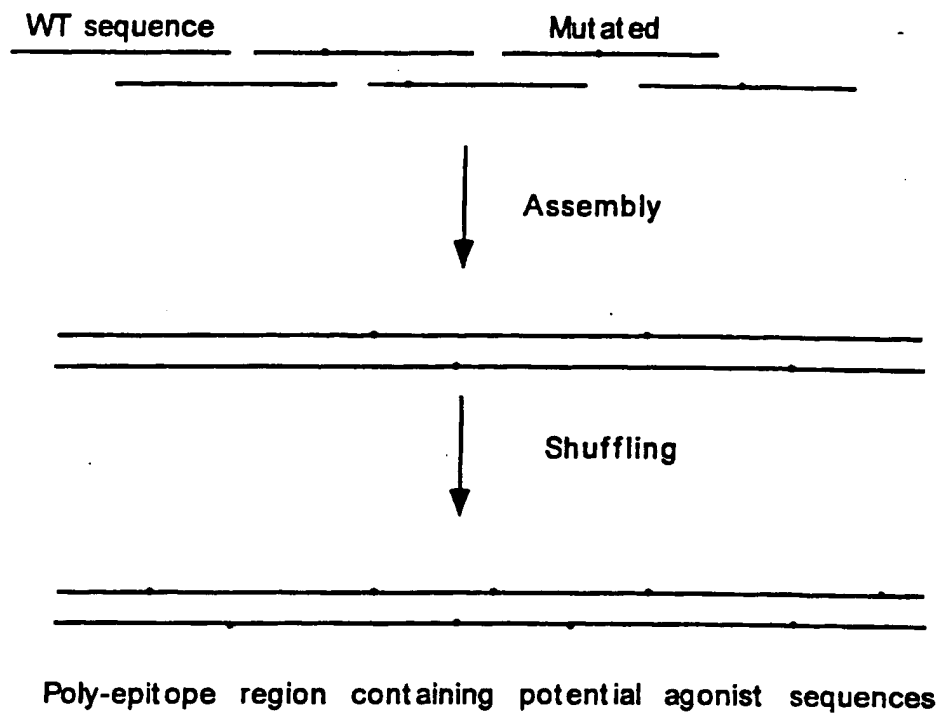 WT sequence
Mutated
Assembly
Shuffling
Poly-epitope region containing potential agonist sequences